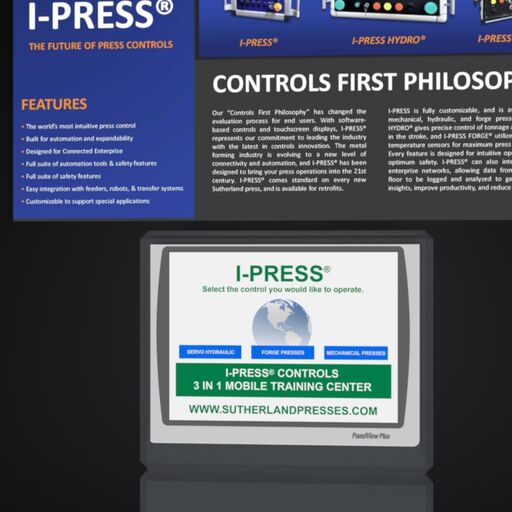 I-PRESS®
THE FUTURE OF PRESS CONTROLS
FEATURES
• The world's most intuitive press control
• Built for automation and expandability
• Designed for Connected Enterprise
• Full suite of automation tools & safety features
• Full suite of safety features
• Easy integration with feeders, robots, & transfer systems
• Customizable to support special applications
I-PRESS®
I-PRESS HYDRO®
I-PRESS
CONTROLS FIRST PHILOSOP
Our "Controls First Philosophy" has changed the
evaluation process for end users. With software-
based controls and touchscreen displays, I-PRESS®
represents our commitment to leading the industry
with the latest in controls innovation. The metal
forming industry is evolving to a new level of
connectivity and automation, and I-PRESS® has been
designed to bring your press operations into the 21st
century. I-PRESS® comes standard on every new
Sutherland press, and is available for retrofits.
I-PRESS is fully customizable, and is av
mechanical, hydraulic, and forge press
HYDRO® gives precise control of tonnage a
in the stroke, and I-PRESS FORGE® utiliz
temperature sensors for maximum press
Every feature is designed for intuitive ope
optimum safety. I-PRESS® can also inte
enterprise networks, allowing data from
floor to be logged and analyzed to ga
insights, improve productivity, and reduce
I-PRESS®
Select the control you would like to operate.
SERVO HYDRAULIC
FORGE PRESSES
MECHANICAL PRESSES
I-PRESS® CONTROLS
3 IN 1 MOBILE TRAINING CENTER
WWW.SUTHERLANDPRESSES.COM
PanelView Plus